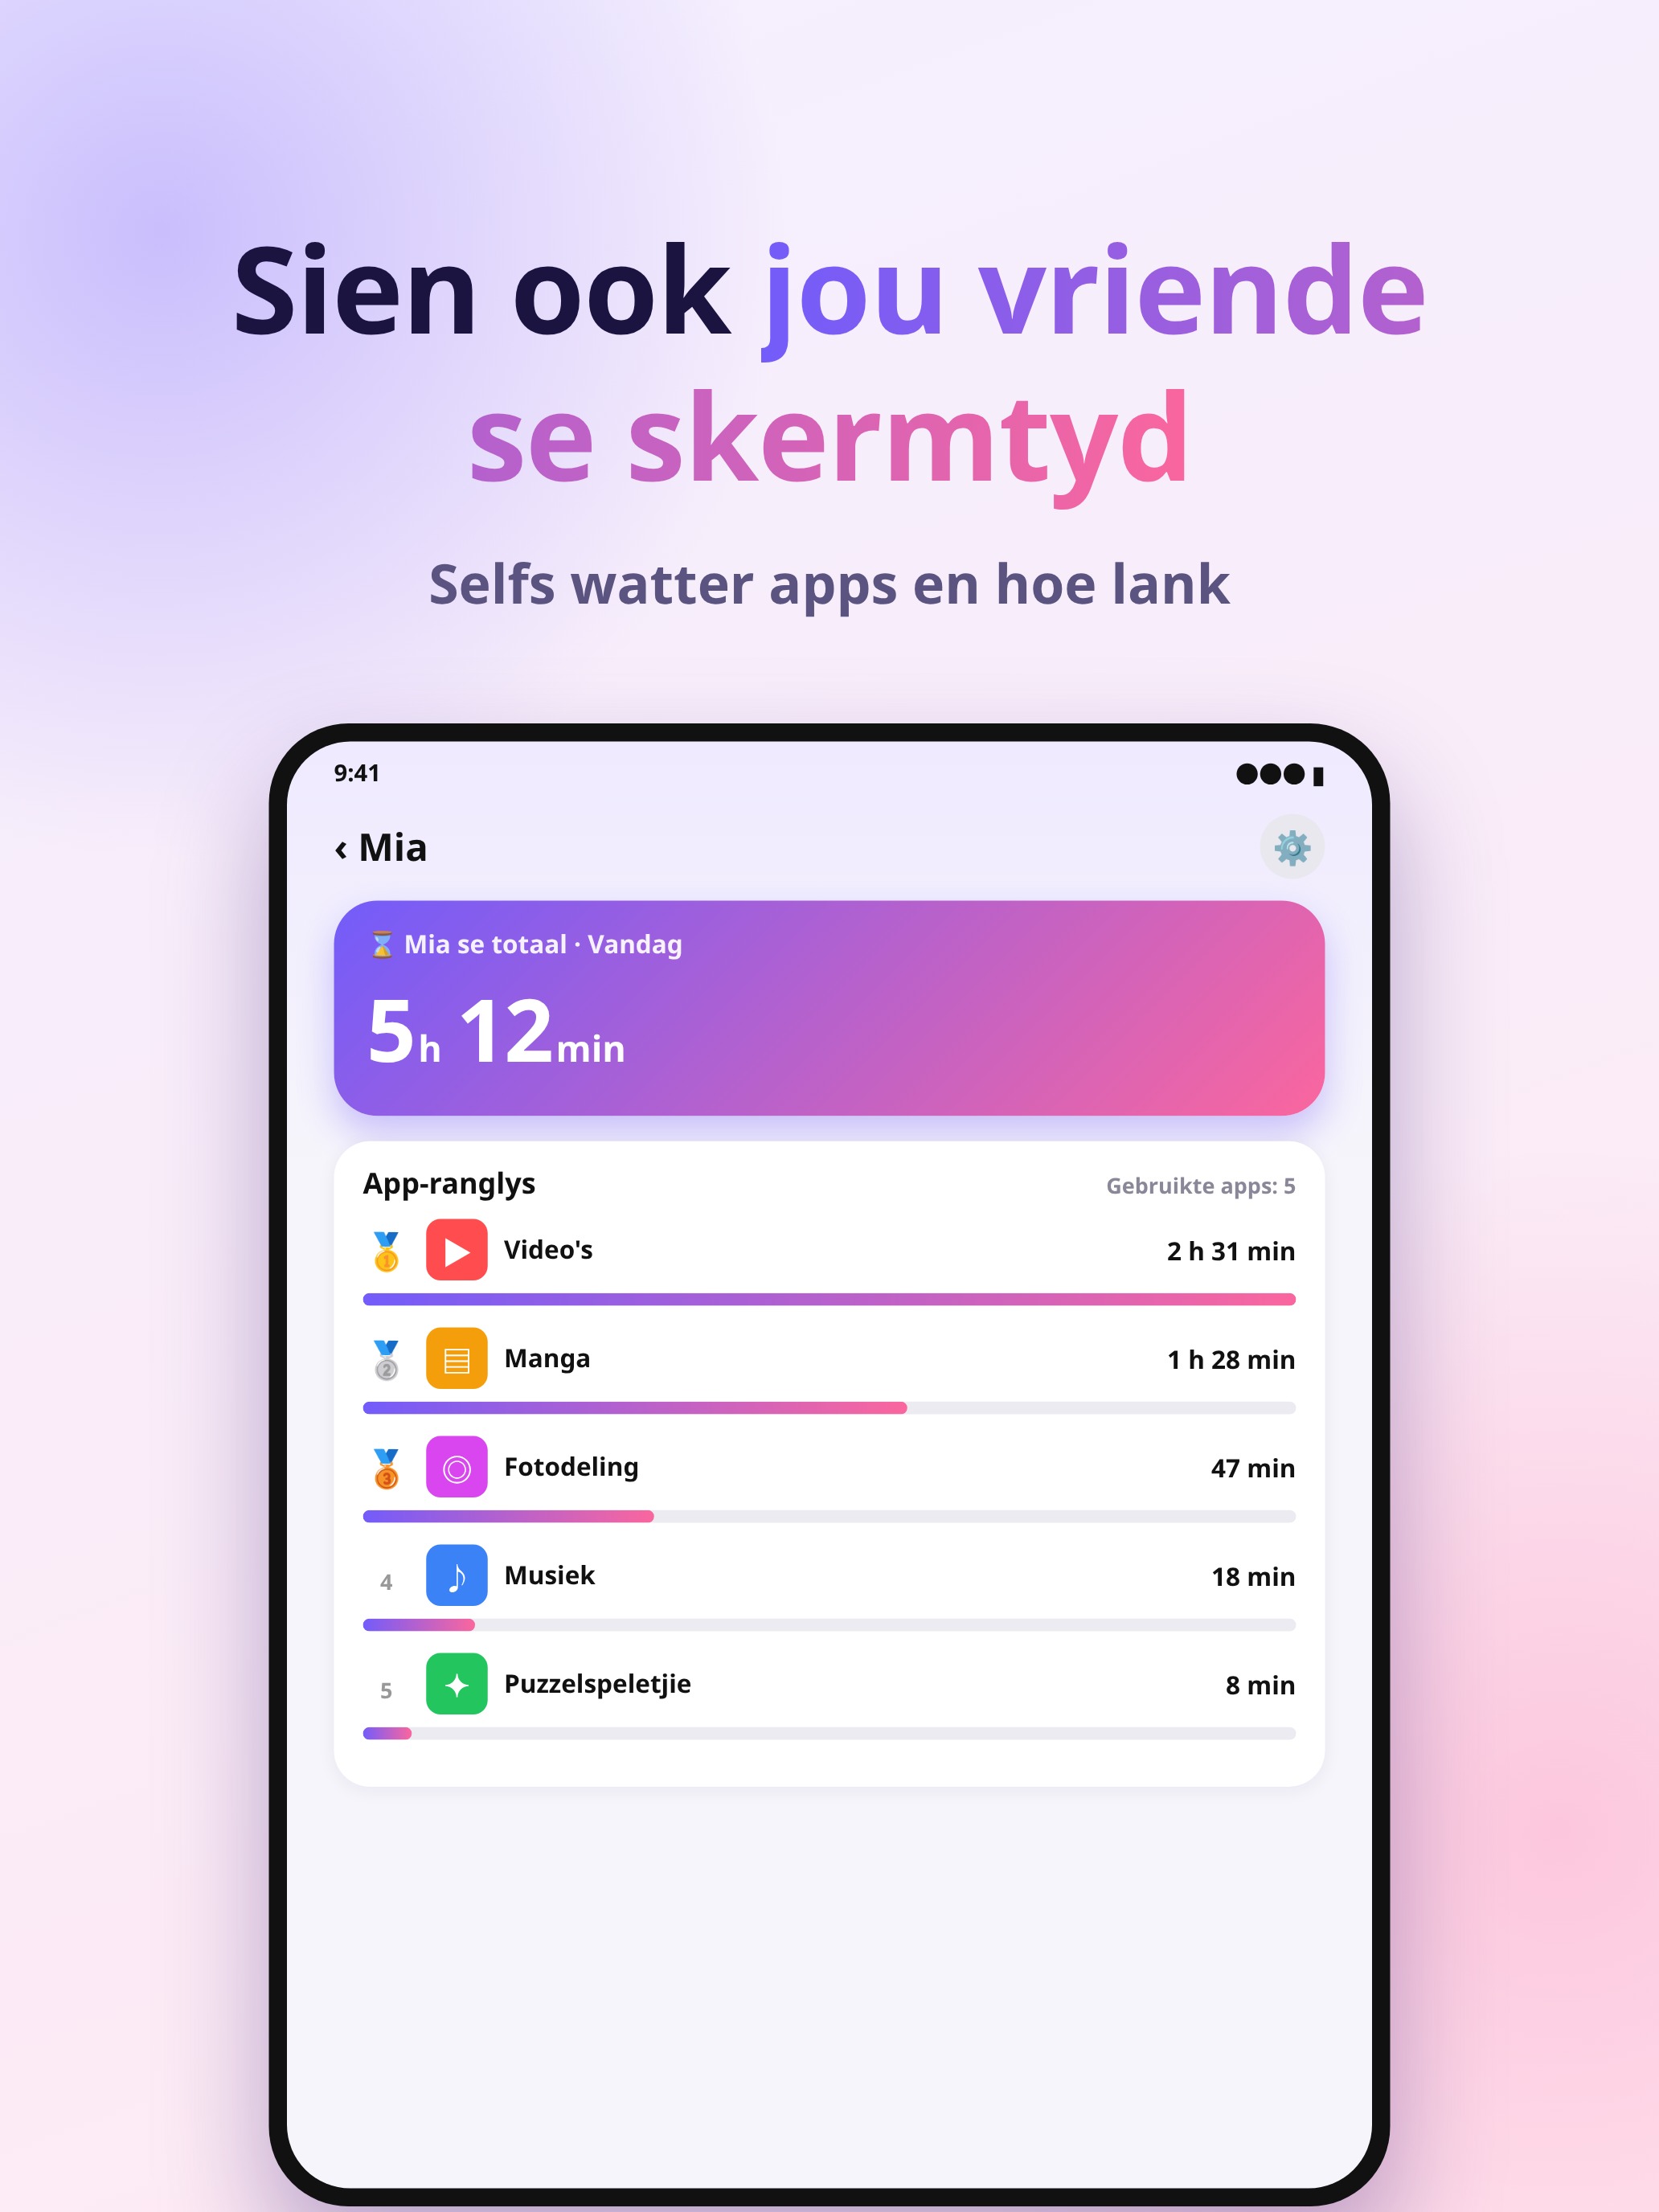 Sien ook jou vriende
se skermtyd
Selfs watter apps en hoe lank
9:41
‹ Mia
⌛ Mia se totaal · Vandag
5h 12min
App-ranglys
Gebruikte apps: 5
🥇 Video's 2 h 31 min
🥈 Manga 1 h 28 min
🥉 Fotodeling 47 min
4 Musiek 18 min
5 Puzzelspeletjie 8 min